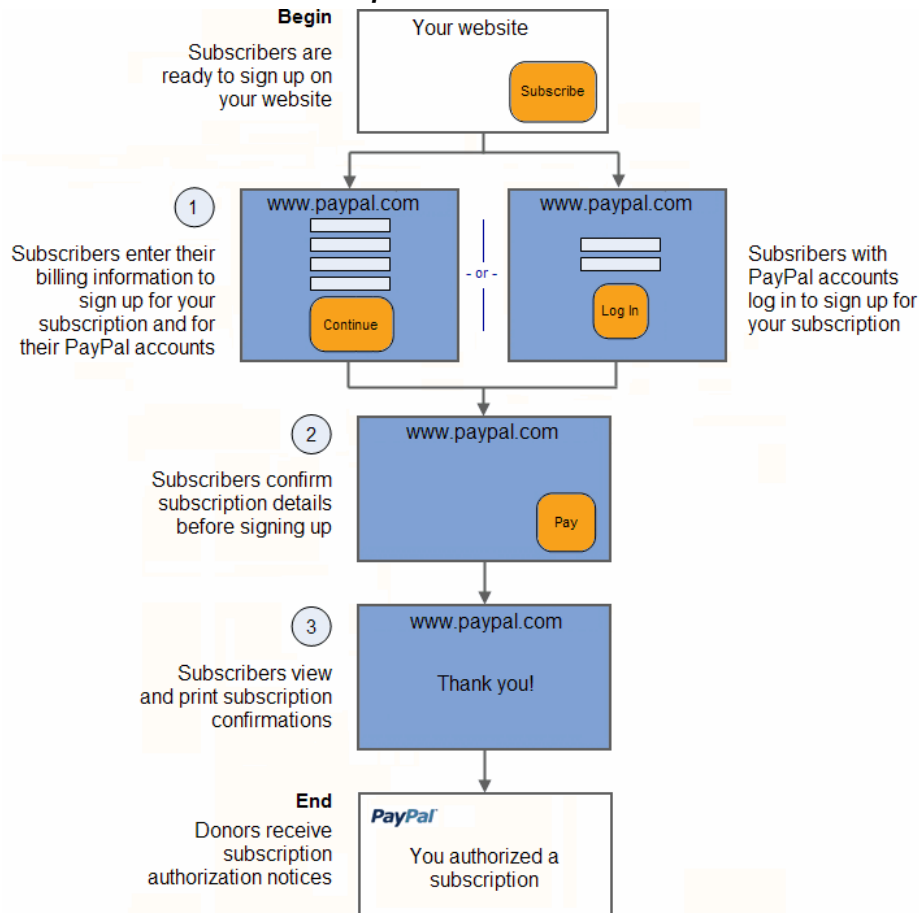 Begin
Subscribers are
ready to sign up on
your website
Your website
Subscribe
1
Subscribers enter their
billing information to
sign up for your
subscription and for
their PayPal accounts
www.paypal.com
Continue
- or -
www.paypal.com
Log In
Subsribers with
PayPal accounts
log in to sign up for
your subscription
2
Subscribers confirm
subscription details
before signing up
www.paypal.com
Pay
3
Subscribers view
and print subscription
confirmations
www.paypal.com
Thank you!
End
Donors receive
subscription
authorization notices
PayPal
You authorized a
subscription